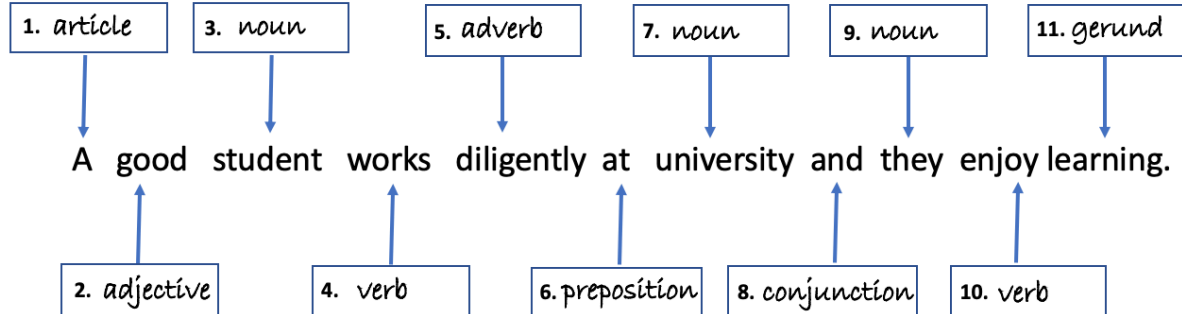 1. article 3. noun 5. adverb 7. noun 9. noun 11. gerund
A good student works diligently at university and they enjoy learning.
2. adjective 4. verb 6. preposition 8. conjunction 10. verb